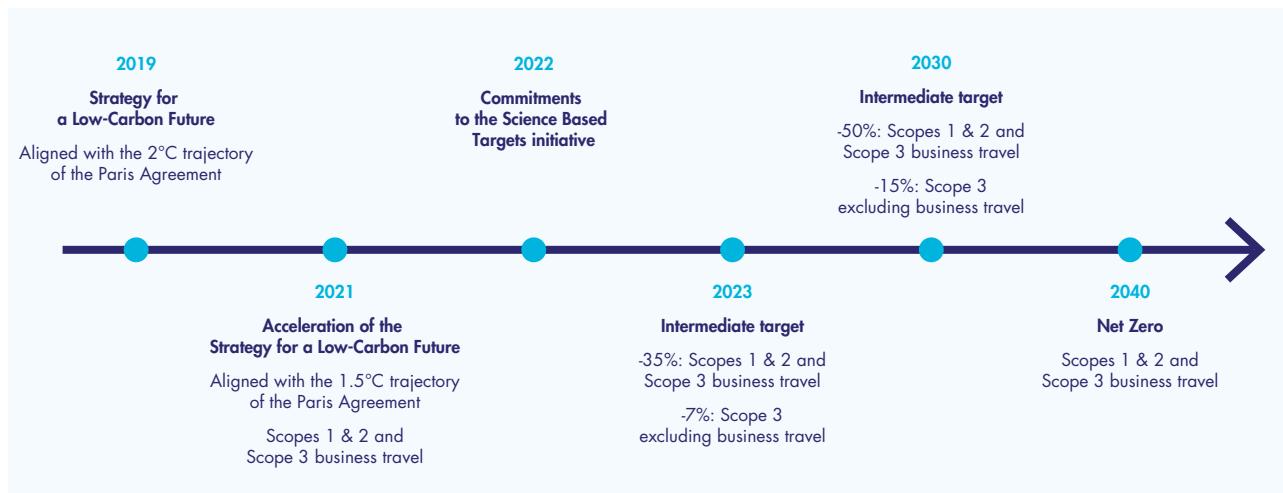 2019
Strategy for
a Low-Carbon Future
Aligned with the 2°C trajectory
of the Paris Agreement
2021
Acceleration of the
Strategy for a Low-Carbon Future
Aligned with the 1.5°C trajectory
of the Paris Agreement
Scopes 1 & 2 and
Scope 3 business travel
2022
Commitments
to the Science Based
Targets initiative
2023
Intermediate target
-35%: Scopes 1 & 2 and
Scope 3 business travel
-7%: Scope 3
excluding business travel
2030
Intermediate target
-50%: Scopes 1 & 2 and
Scope 3 business travel
-15%: Scope 3
excluding business travel
2040
Net Zero
Scopes 1 & 2 and
Scope 3 business travel